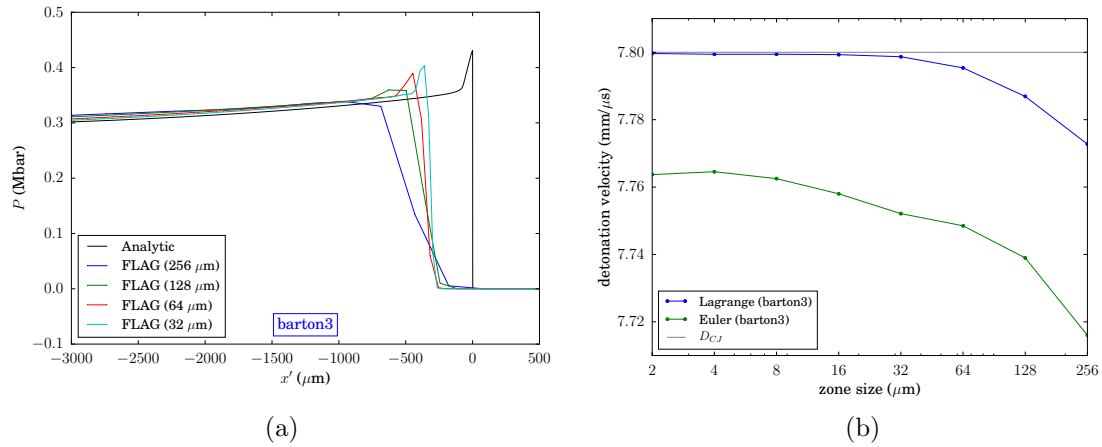 0.5
0.4
0.3
0.2
0.1
0.0
−0.1
P (Mbar)
Analytic
FLAG (256 μm)
FLAG (128 μm)
FLAG (64 μm)
FLAG (32 μm)
barton3
−3000 −2500 −2000 −1500 −1000 −500 0 500
x′ (μm)
(a)
7.80
7.78
7.76
7.74
7.72
detonation velocity (mm/μs)
Lagrange (barton3)
Euler (barton3)
D_CJ
2 4 8 16 32 64 128 256
zone size (μm)
(b)